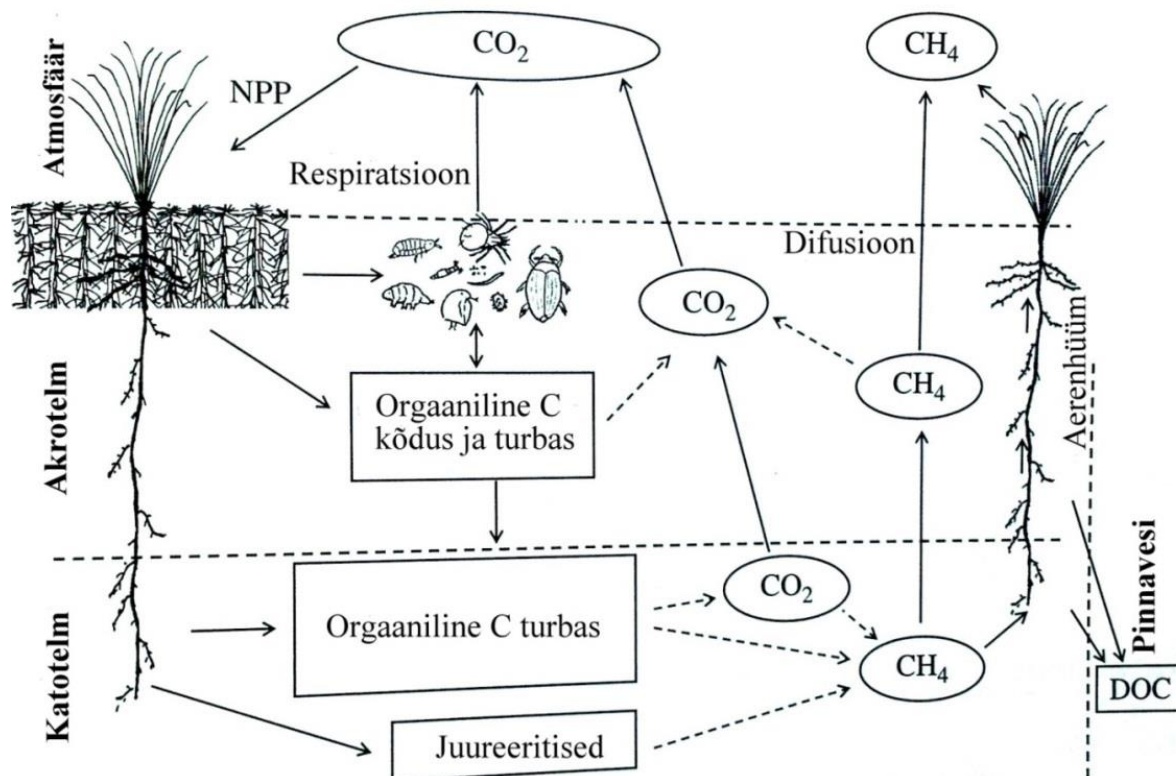 CO₂
CH₄
Atmosfäär
NPP
Respiratsioon
Difusioon
CO₂
Aerenhüüm
Akrotelm
CH₄
Orgaaniline C
kõdus ja turbas
Pinnavesi
CO₂
Orgaaniline C turbas
CH₄
DOC
Katotelm
Juureeritised